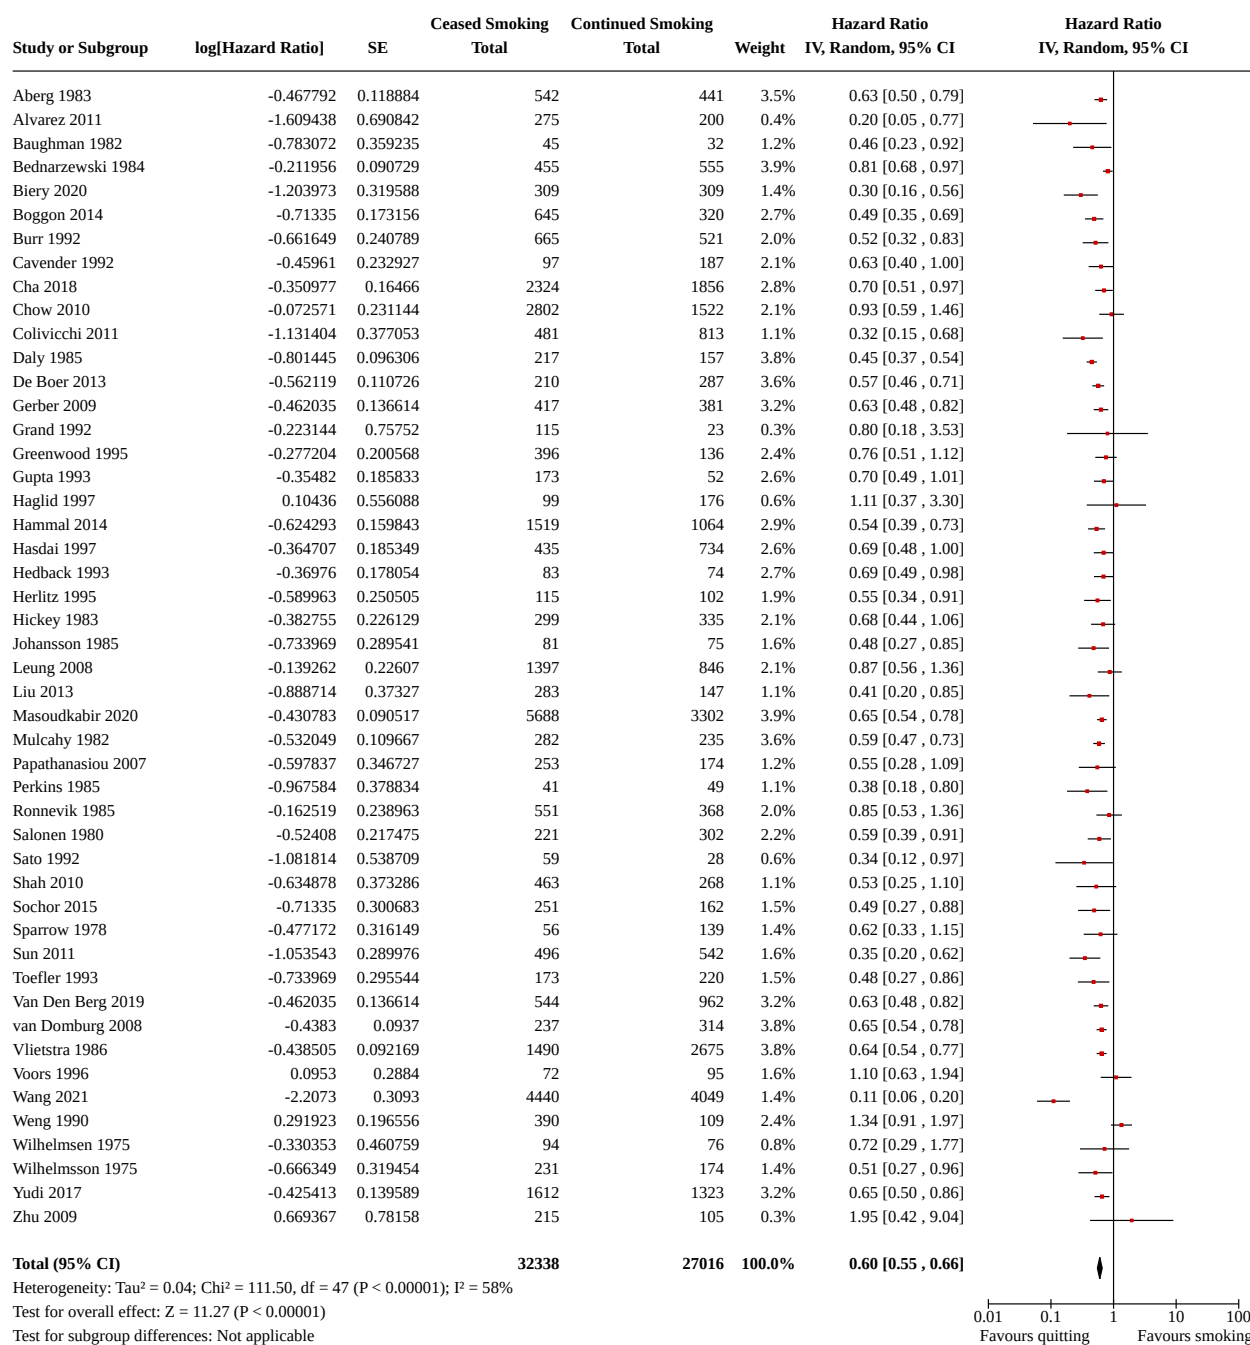 Ceased Smoking Continued Smoking Hazard Ratio Hazard Ratio
Study or Subgroup log[Hazard Ratio] SE Total Total Weight IV, Random, 95% CI IV, Random, 95% CI
Aberg 1983 -0.467792 0.118884 542 441 3.5% 0.63 [0.50 , 0.79]
Alvarez 2011 -1.609438 0.690842 275 200 0.4% 0.20 [0.05 , 0.77]
Baughman 1982 -0.783072 0.359235 45 32 1.2% 0.46 [0.23 , 0.92]
Bednarzewski 1984 -0.211956 0.090729 455 555 3.9% 0.81 [0.68 , 0.97]
Biery 2020 -1.203973 0.319588 309 309 1.4% 0.30 [0.16 , 0.56]
Boggon 2014 -0.71335 0.173156 645 320 2.7% 0.49 [0.35 , 0.69]
Burr 1992 -0.661649 0.240789 665 521 2.0% 0.52 [0.32 , 0.83]
Cavender 1992 -0.45961 0.232927 97 187 2.1% 0.63 [0.40 , 1.00]
Cha 2018 -0.350977 0.16466 2324 1856 2.8% 0.70 [0.51 , 0.97]
Chow 2010 -0.072571 0.231144 2802 1522 2.1% 0.93 [0.59 , 1.46]
Colivicchi 2011 -1.131404 0.377053 481 813 1.1% 0.32 [0.15 , 0.68]
Daly 1985 -0.801445 0.096306 217 157 3.8% 0.45 [0.37 , 0.54]
De Boer 2013 -0.562119 0.110726 210 287 3.6% 0.57 [0.46 , 0.71]
Gerber 2009 -0.462035 0.136614 417 381 3.2% 0.63 [0.48 , 0.82]
Grand 1992 -0.223144 0.75752 115 23 0.3% 0.80 [0.18 , 3.53]
Greenwood 1995 -0.277204 0.200568 396 136 2.4% 0.76 [0.51 , 1.12]
Gupta 1993 -0.35482 0.185833 173 52 2.6% 0.70 [0.49 , 1.01]
Haglid 1997 0.10436 0.556088 99 176 0.6% 1.11 [0.37 , 3.30]
Hammal 2014 -0.624293 0.159843 1519 1064 2.9% 0.54 [0.39 , 0.73]
Hasdai 1997 -0.364707 0.185349 435 734 2.6% 0.69 [0.48 , 1.00]
Hedback 1993 -0.36976 0.178054 83 74 2.7% 0.69 [0.49 , 0.98]
Herlitz 1995 -0.589963 0.250505 115 102 1.9% 0.55 [0.34 , 0.91]
Hickey 1983 -0.382755 0.226129 299 335 2.1% 0.68 [0.44 , 1.06]
Johansson 1985 -0.733969 0.289541 81 75 1.6% 0.48 [0.27 , 0.85]
Leung 2008 -0.139262 0.22607 1397 846 2.1% 0.87 [0.56 , 1.36]
Liu 2013 -0.888714 0.37327 283 147 1.1% 0.41 [0.20 , 0.85]
Masoudkabir 2020 -0.430783 0.090517 5688 3302 3.9% 0.65 [0.54 , 0.78]
Mulcahy 1982 -0.532049 0.109667 282 235 3.6% 0.59 [0.47 , 0.73]
Papathanasiou 2007 -0.597837 0.346727 253 174 1.2% 0.55 [0.28 , 1.09]
Perkins 1985 -0.967584 0.378834 41 49 1.1% 0.38 [0.18 , 0.80]
Ronnevik 1985 -0.162519 0.238963 551 368 2.0% 0.85 [0.53 , 1.36]
Salonen 1980 -0.52408 0.217475 221 302 2.2% 0.59 [0.39 , 0.91]
Sato 1992 -1.081814 0.538709 59 28 0.6% 0.34 [0.12 , 0.97]
Shah 2010 -0.634878 0.373286 463 268 1.1% 0.53 [0.25 , 1.10]
Sochor 2015 -0.71335 0.300683 251 162 1.5% 0.49 [0.27 , 0.88]
Sparrow 1978 -0.477172 0.316149 56 139 1.4% 0.62 [0.33 , 1.15]
Sun 2011 -1.053543 0.289976 496 542 1.6% 0.35 [0.20 , 0.62]
Toefler 1993 -0.733969 0.295544 173 220 1.5% 0.48 [0.27 , 0.86]
Van Den Berg 2019 -0.462035 0.136614 544 962 3.2% 0.63 [0.48 , 0.82]
van Domburg 2008 -0.4383 0.0937 237 314 3.8% 0.65 [0.54 , 0.78]
Vlietstra 1986 -0.438505 0.092169 1490 2675 3.8% 0.64 [0.54 , 0.77]
Voors 1996 0.0953 0.2884 72 95 1.6% 1.10 [0.63 , 1.94]
Wang 2021 -2.2073 0.3093 4440 4049 1.4% 0.11 [0.06 , 0.20]
Weng 1990 0.291923 0.196556 390 109 2.4% 1.34 [0.91 , 1.97]
Wilhelmsen 1975 -0.330353 0.460759 94 76 0.8% 0.72 [0.29 , 1.77]
Wilhelmsson 1975 -0.666349 0.319454 231 174 1.4% 0.51 [0.27 , 0.96]
Yudi 2017 -0.425413 0.139589 1612 1323 3.2% 0.65 [0.50 , 0.86]
Zhu 2009 0.669367 0.78158 215 105 0.3% 1.95 [0.42 , 9.04]
Total (95% CI) 32338 27016 100.0% 0.60 [0.55 , 0.66]
Heterogeneity: Tau² = 0.04; Chi² = 111.50, df = 47 (P < 0.00001); I² = 58%
Test for overall effect: Z = 11.27 (P < 0.00001)
0.01 0.1 1 10 100
Test for subgroup differences: Not applicable
Favours quitting Favours smoking